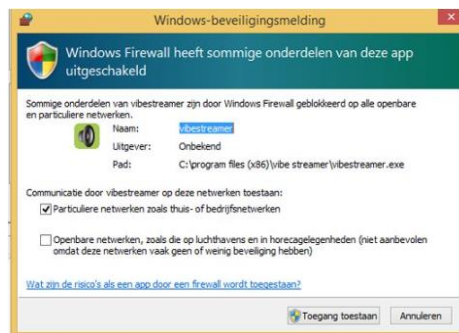 Windows-beveiligingsmelding
Windows Firewall heeft sommige onderdelen van deze app
uitgeschakeld
Sommige onderdelen van vibestreamer zijn door Windows Firewall geblokkeerd op alle openbare
en particuliere netwerken.
Naam: vibestreamer
Uitgever: Onbekend
Pad: C:\program files (x86)\vibe streamer\vibestreamer.exe
Communicatie door vibestreamer op deze netwerken toestaan:
Particuliere netwerken zoals thuis- of bedrijfsnetwerken
Openbare netwerken, zoals die op luchthavens en in horecagelegenheden (niet aanbevolen
omdat deze netwerken vaak geen of weinig beveiliging hebben)
Wat zijn de risico's als een app door een firewall wordt toegestaan?
Toegang toestaan Annuleren